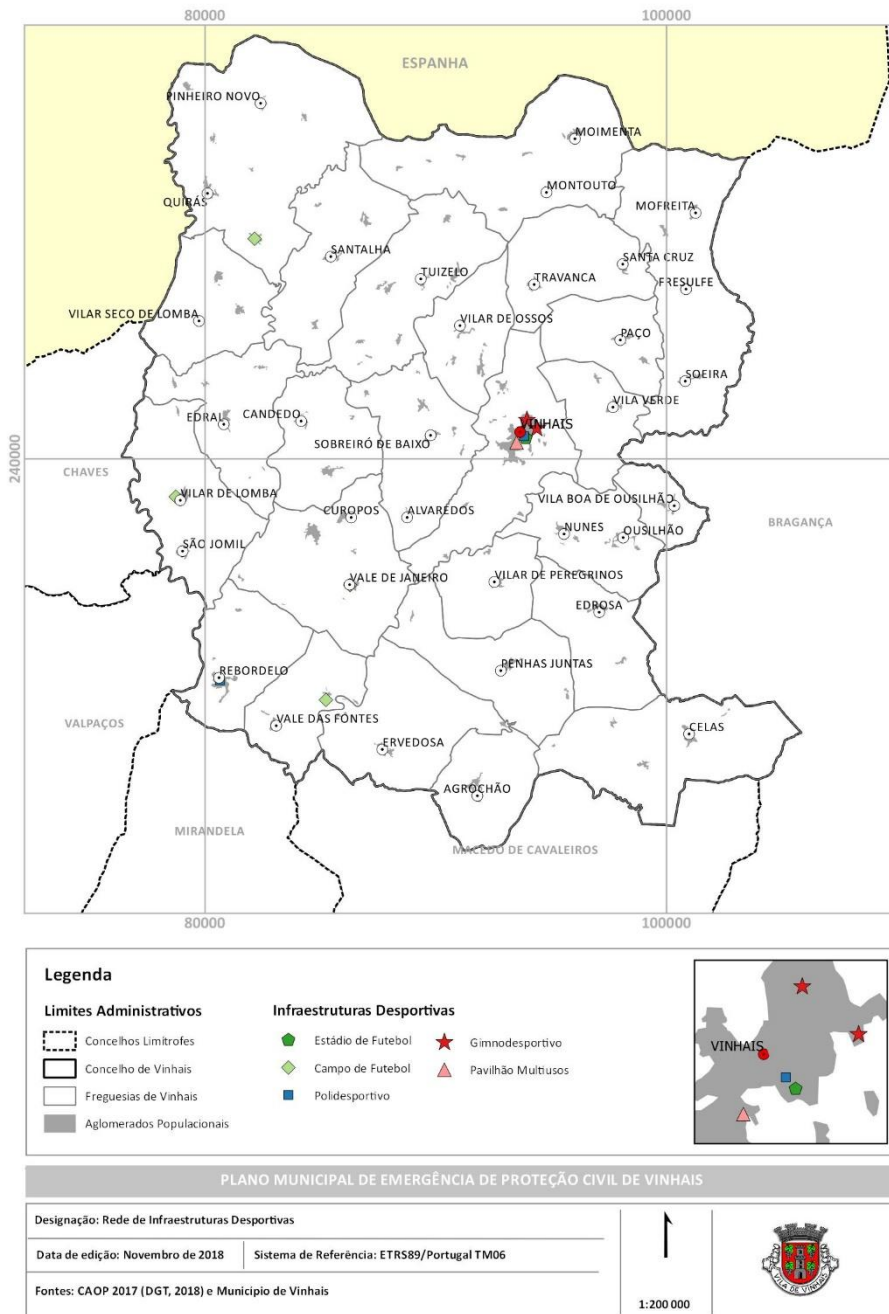 80000
100000
ESPANHA
PINHEIRO NOVO
MOIMENTA
MONTOUTO
QUIRÁS
MOFREITA
SANTALHA
SANTA CRUZ
TUIZELO
TRAVANCA
FRESULFE
VILAR SECO DE LOMBA
VILAR DE OSSOS
PAÇO
SOEIRA
VILA VERDE
EDRAL
CANDEDO
VINHAIS
SOBREIRÓ DE BAIXO
240000
CHAVES
VILAR DE LOMBA
VILA BOA DE OUSILHÃO
CUROPOS
ALVAREDOS
BRAGANÇA
NUNES
OUSILHÃO
SÃO JOMIL
VALE DE JANEIRO
VILAR DE PEREGRINOS
EDROSA
REBORDELO
PENHAS JUNTAS
VALPAÇOS
VALE DAS FONTES
CELAS
ERVEDOSA
AGROCHÃO
MIRANDELA
MACEDO DE CAVALEIROS
80000
100000
Legenda
Limites Administrativos
Concelhos Limítrofes
Concelho de Vinhais
Freguesias de Vinhais
Aglomerados Populacionais
Infraestruturas Desportivas
Estádio de Futebol
Campo de Futebol
Polidesportivo
Gimnodesportivo
Pavilhão Multiusos
VINHAIS
PLANO MUNICIPAL DE EMERGÊNCIA DE PROTEÇÃO CIVIL DE VINHAIS
Designação: Rede de Infraestruturas Desportivas
Data de edição: Novembro de 2018
Sistema de Referência: ETRS89/Portugal TM06
Fontes: CAOP 2017 (DGT, 2018) e Municipio de Vinhais
1:200 000
VILA DE VINHAIS